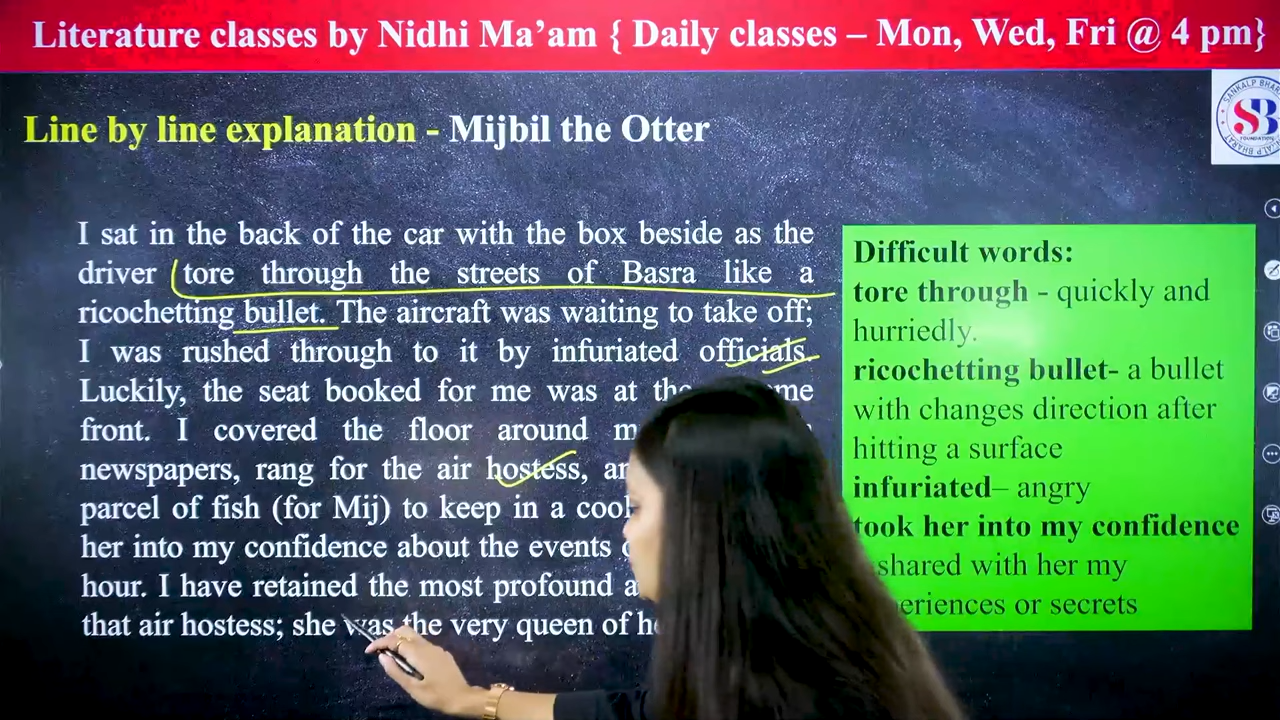 Literature classes by Nidhi Ma'am { Daily classes – Mon, Wed, Fri @ 4 pm}
Line by line explanation - Mijbil the Otter
SB
FOUNDATION
I sat in the back of the car with the box beside as the
driver tore through the streets of Basra like a
ricochetting bullet. The aircraft was waiting to take off;
I was rushed through to it by infuriated officials.
Luckily, the seat booked for me was at the
front. I covered the floor around
newspapers, rang for the air hostess,
parcel of fish (for Mij) to keep in a
her into my confidence about the events
hour. I have retained the most profound
that air hostess; she was the very queen of
Difficult words:
tore through - quickly and
hurriedly.
ricochetting bullet- a bullet
with changes direction after
hitting a surface
infuriated– angry
took her into my confidence
shared with her my
or secrets